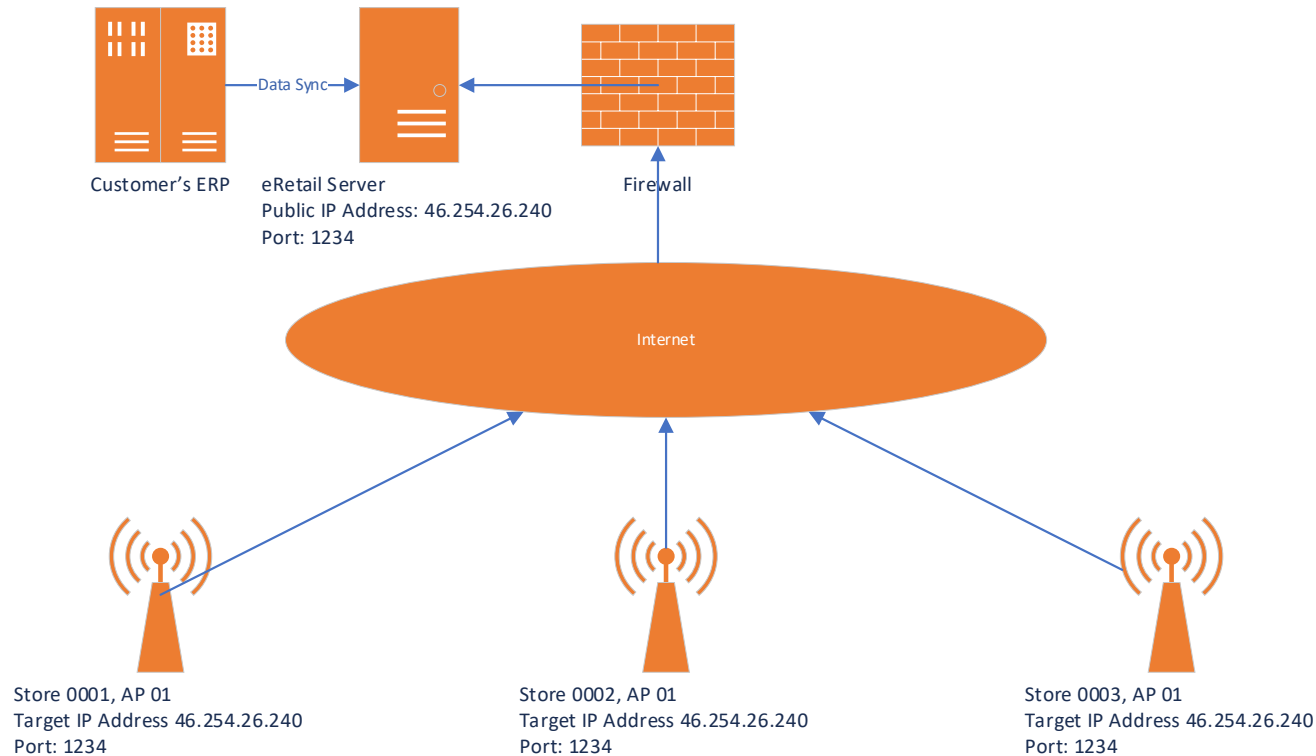 Data Sync
Customer's ERP
eRetail Server
Public IP Address: 46.254.26.240
Port: 1234
Firewall
Internet
Store 0001, AP 01
Target IP Address 46.254.26.240
Port: 1234
Store 0002, AP 01
Target IP Address 46.254.26.240
Port: 1234
Store 0003, AP 01
Target IP Address 46.254.26.240
Port: 1234